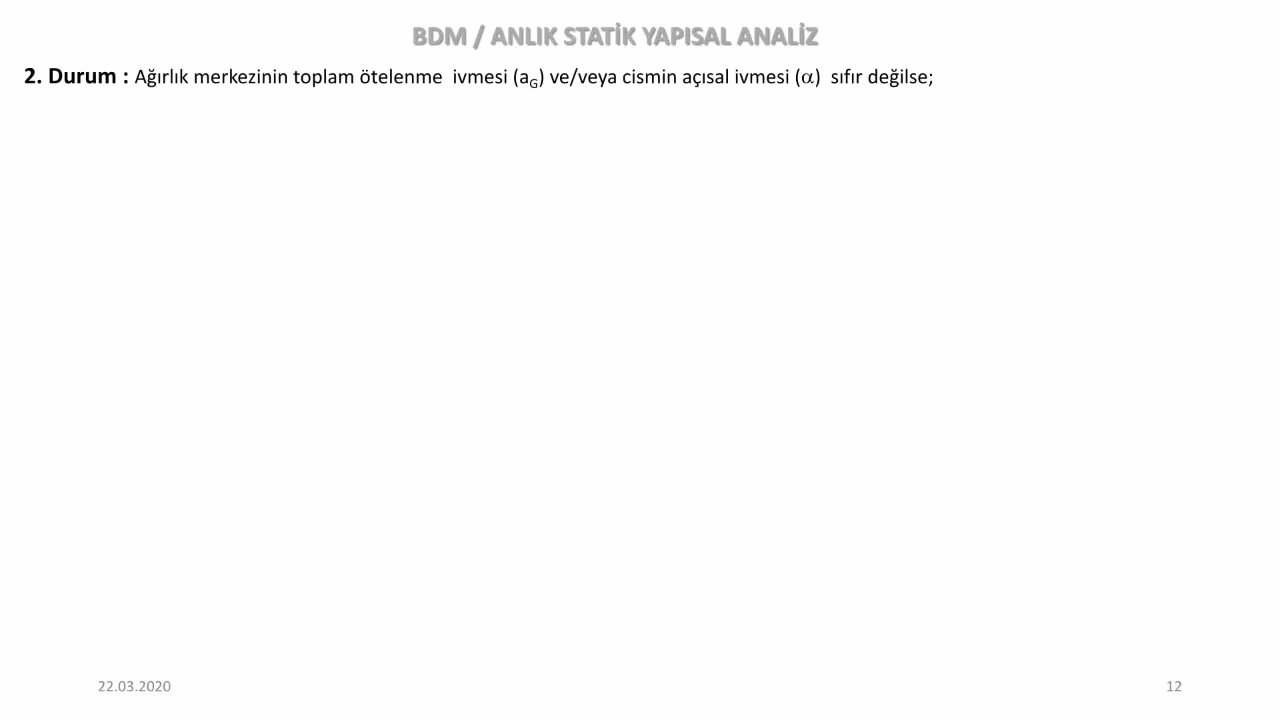 BDM / ANLIK STATİK YAPISAL ANALİZ
2. Durum : Ağırlık merkezinin toplam ötelenme ivmesi (aG) ve/veya cismin açısal ivmesi (α) sıfır değilse;
22.03.2020
12